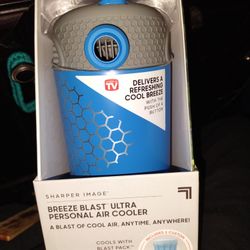 AS SEEN ON
TV
DELIVERS A
REFRESHING
COOL BREEZE
WITH THE
PUSH OF A
BUTTON
SHARPER IMAGE
BREEZE BLAST ULTRA
PERSONAL AIR COOLER
A BLAST OF COOL AIR. ANYTIME. ANYWHERE!
COOLS WITH
BLAST PACK